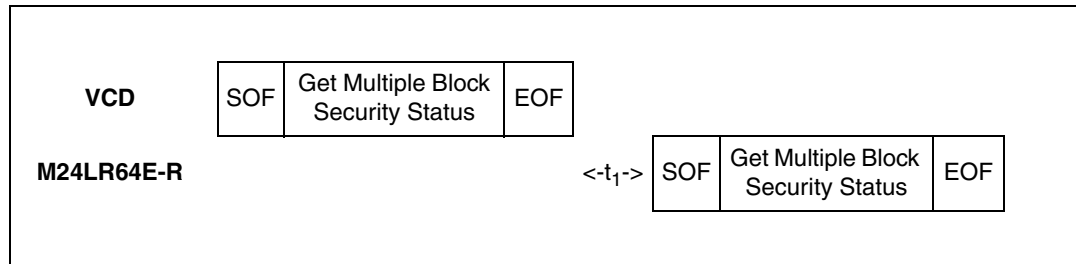 VCD SOF Get Multiple Block Security Status EOF
M24LR64E-R <-t1-> SOF Get Multiple Block Security Status EOF